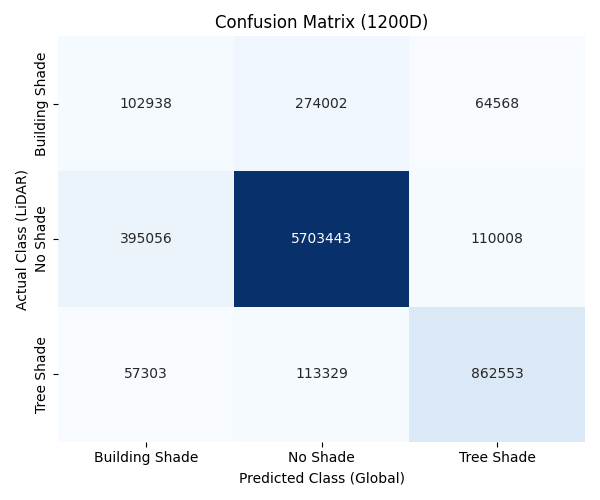 Confusion Matrix (1200D)
Actual Class (LiDAR)
Building Shade
102938 274002 64568
No Shade
395056 5703443 110008
Tree Shade
57303 113329 862553
Building Shade No Shade Tree Shade
Predicted Class (Global)